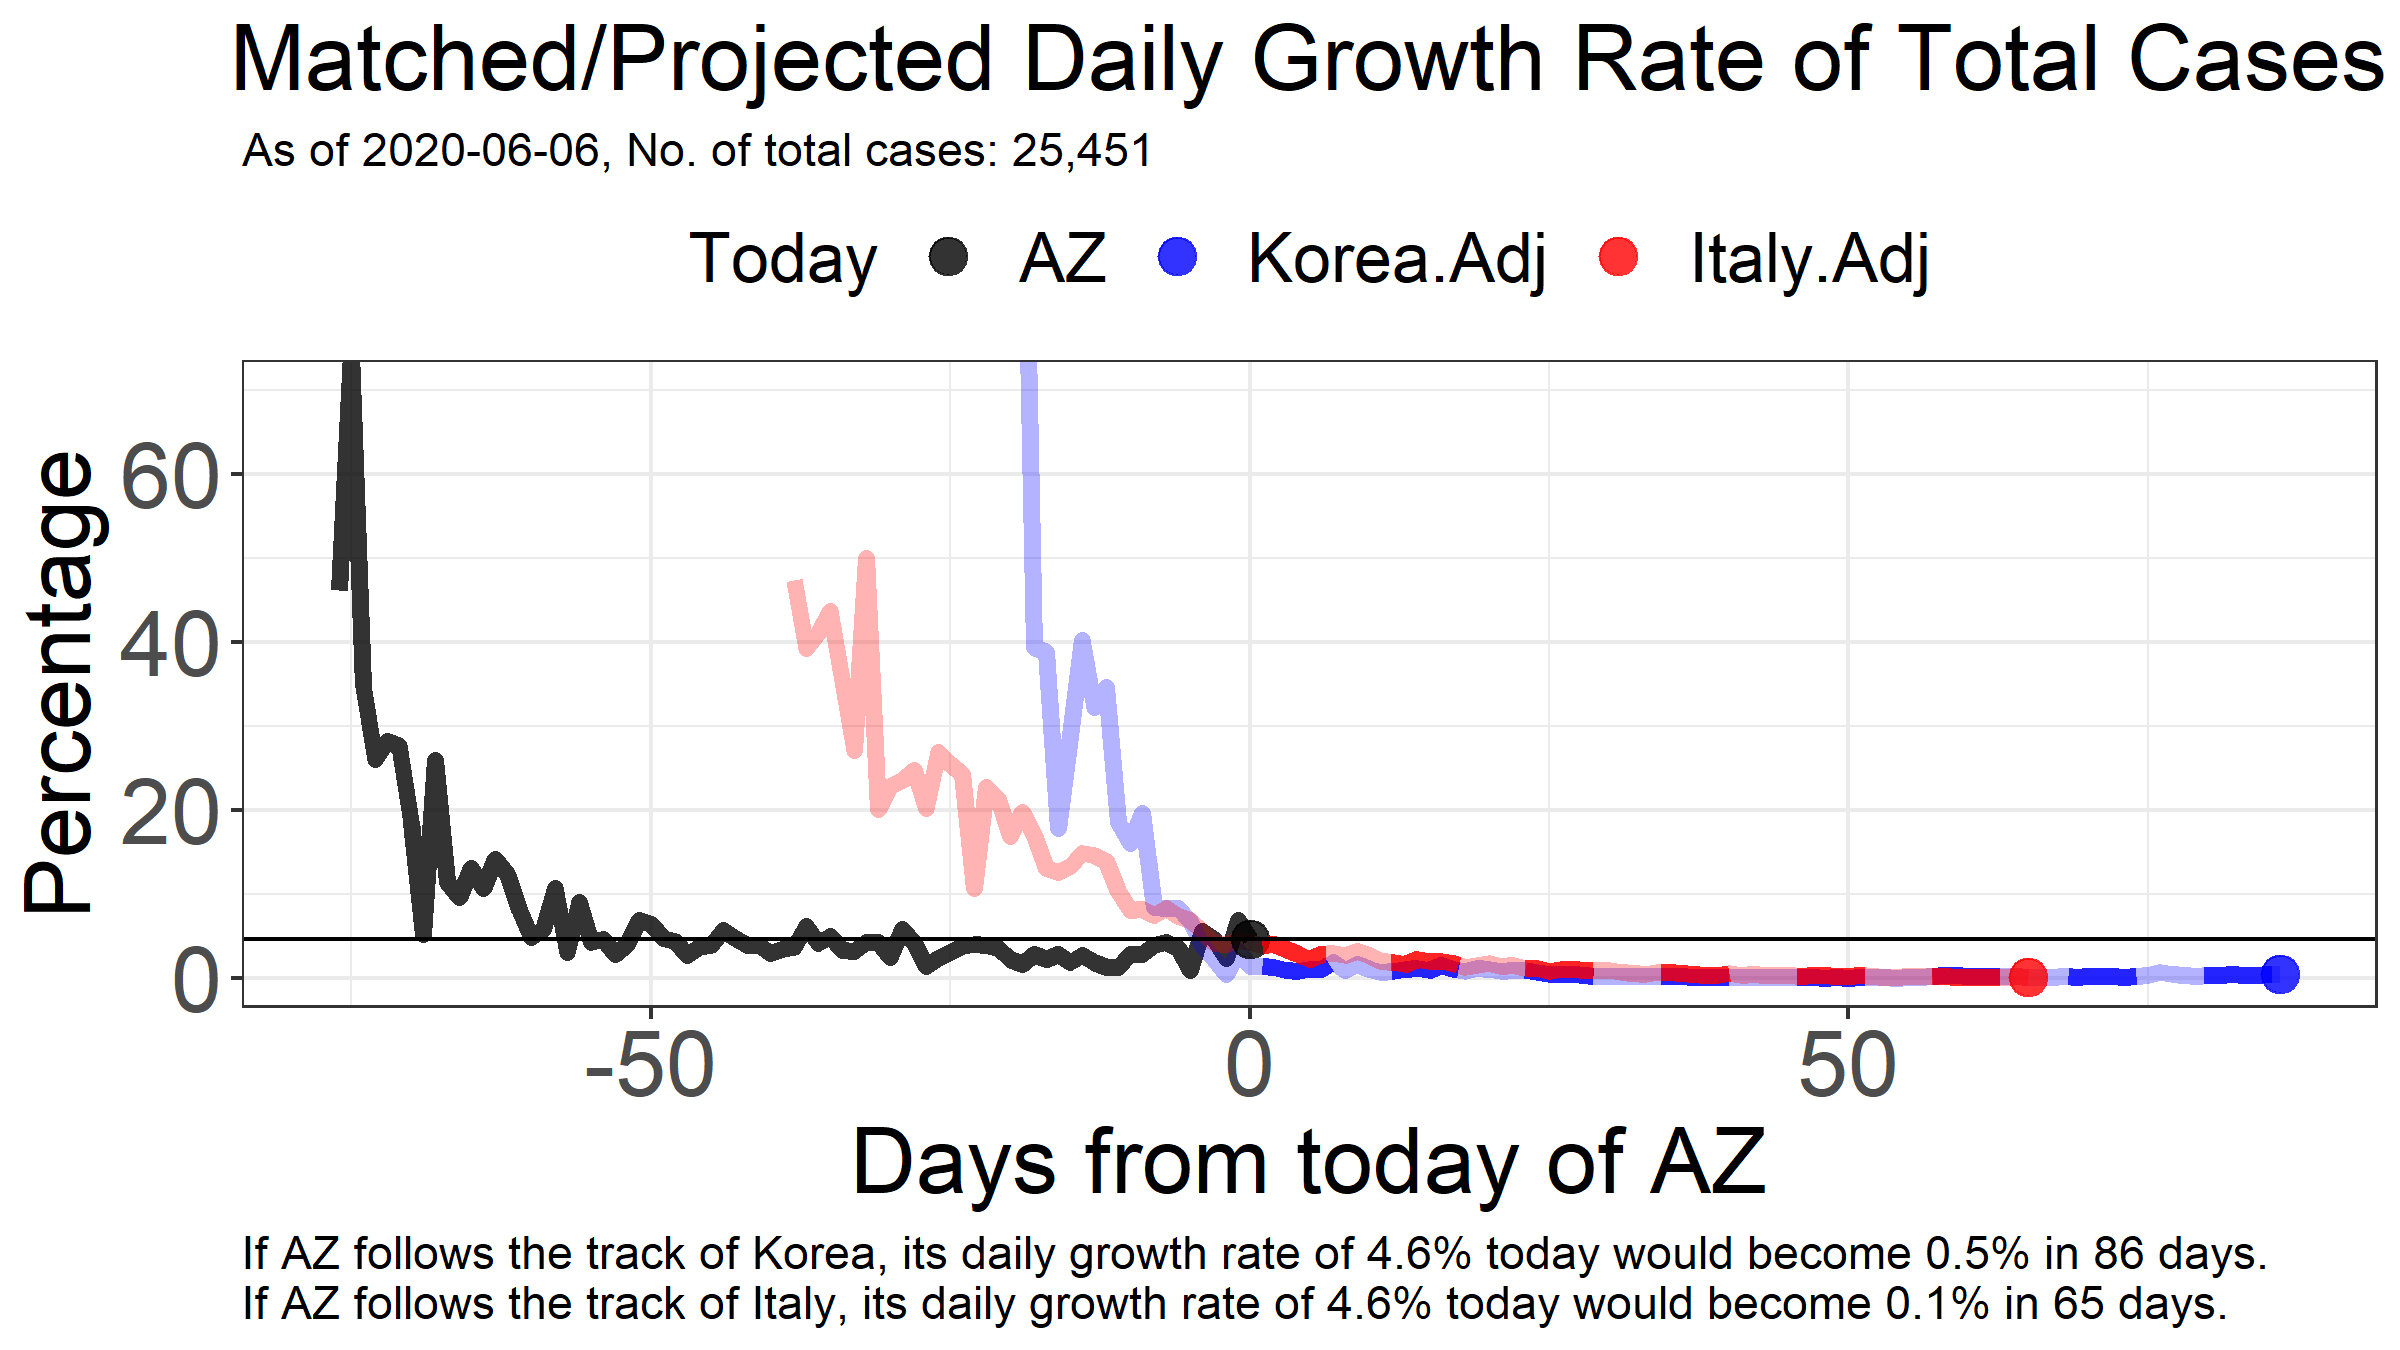 Matched/Projected Daily Growth Rate of Total Cases
As of 2020-06-06, No. of total cases: 25,451
Today AZ Korea.Adj Italy.Adj
Percentage
60
40
20
0
-50 0 50
Days from today of AZ
If AZ follows the track of Korea, its daily growth rate of 4.6% today would become 0.5% in 86 days.
If AZ follows the track of Italy, its daily growth rate of 4.6% today would become 0.1% in 65 days.